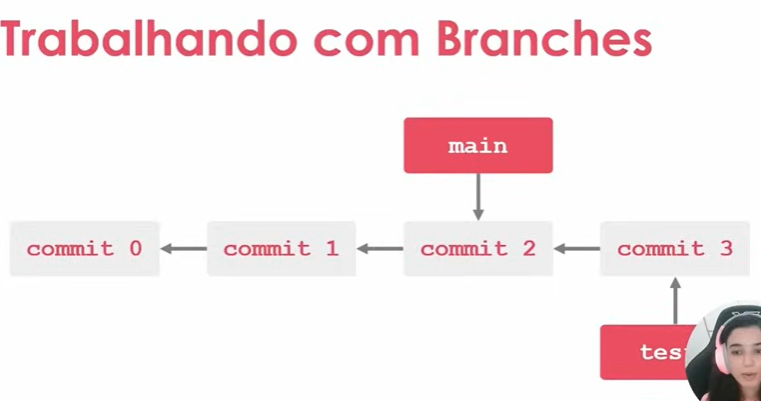 Trabalhando com Branches
main
commit 0
commit 1
commit 2
commit 3